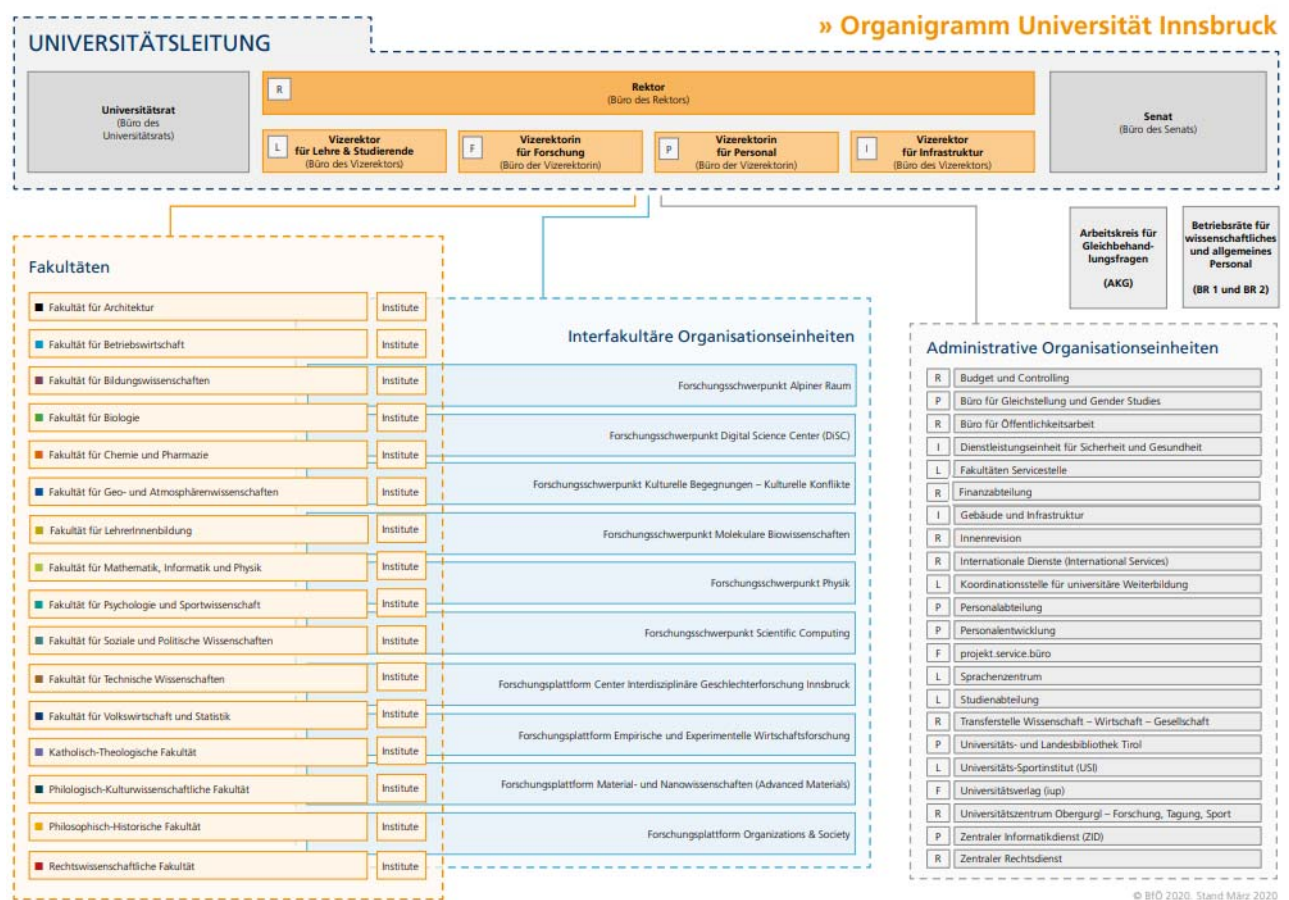 » Organigramm Universität Innsbruck
UNIVERSITÄTSLEITUNG
Universitätsrat
(Büro des
Universitätsrats)
R
Rektor
(Büro des Rektors)
L
Vizerektor
für Lehre & Studierende
(Büro des Vizerektors)
F
Vizerektorin
für Forschung
(Büro der Vizerektorin)
P
Vizerektorin
für Personal
(Büro der Vizerektorin)
I
Vizerektor
für Infrastruktur
(Büro des Vizerektors)
Senat
(Büro des Senats)
Arbeitskreis für
Gleichbehand-
lungsfragen
(AKG)
Betriebsräte für
wissenschaftliches
und allgemeines
Personal
(BR 1 und BR 2)
Fakultäten
Fakultät für Architektur Institute
Fakultät für Betriebswirtschaft Institute
Fakultät für Bildungswissenschaften Institute
Fakultät für Biologie Institute
Fakultät für Chemie und Pharmazie Institute
Fakultät für Geo- und Atmosphärenwissenschaften Institute
Fakultät für LehrerInnenbildung Institute
Fakultät für Mathematik, Informatik und Physik Institute
Fakultät für Psychologie und Sportwissenschaft Institute
Fakultät für Soziale und Politische Wissenschaften Institute
Fakultät für Technische Wissenschaften Institute
Fakultät für Volkswirtschaft und Statistik Institute
Katholisch-Theologische Fakultät Institute
Philologisch-Kulturwissenschaftliche Fakultät Institute
Philosophisch-Historische Fakultät Institute
Rechtswissenschaftliche Fakultät Institute
Interfakultäre Organisationseinheiten
Forschungsschwerpunkt Alpiner Raum
Forschungsschwerpunkt Digital Science Center (DiSC)
Forschungsschwerpunkt Kulturelle Begegnungen – Kulturelle Konflikte
Forschungsschwerpunkt Molekulare Biowissenschaften
Forschungsschwerpunkt Physik
Forschungsschwerpunkt Scientific Computing
Forschungsplattform Center Interdisziplinäre Geschlechterforschung Innsbruck
Forschungsplattform Empirische und Experimentelle Wirtschaftsforschung
Forschungsplattform Material- und Nanowissenschaften (Advanced Materials)
Forschungsplattform Organizations & Society
Administrative Organisationseinheiten
R Budget und Controlling
P Büro für Gleichstellung und Gender Studies
R Büro für Öffentlichkeitsarbeit
I Dienstleistungseinheit für Sicherheit und Gesundheit
L Fakultäten Servicestelle
R Finanzabteilung
I Gebäude und Infrastruktur
R Innenrevision
R Internationale Dienste (International Services)
L Koordinationsstelle für universitäre Weiterbildung
P Personalabteilung
P Personalentwicklung
F projekt.service.büro
L Sprachenzentrum
L Studienabteilung
R Transferstelle Wissenschaft – Wirtschaft – Gesellschaft
P Universitäts- und Landesbibliothek Tirol
L Universitäts-Sportinstitut (USI)
F Universitätsverlag (iup)
R Universitätszentrum Obergurgl – Forschung, Tagung, Sport
P Zentraler Informatikdienst (ZID)
R Zentraler Rechtsdienst
© BfÖ 2020, Stand März 2020